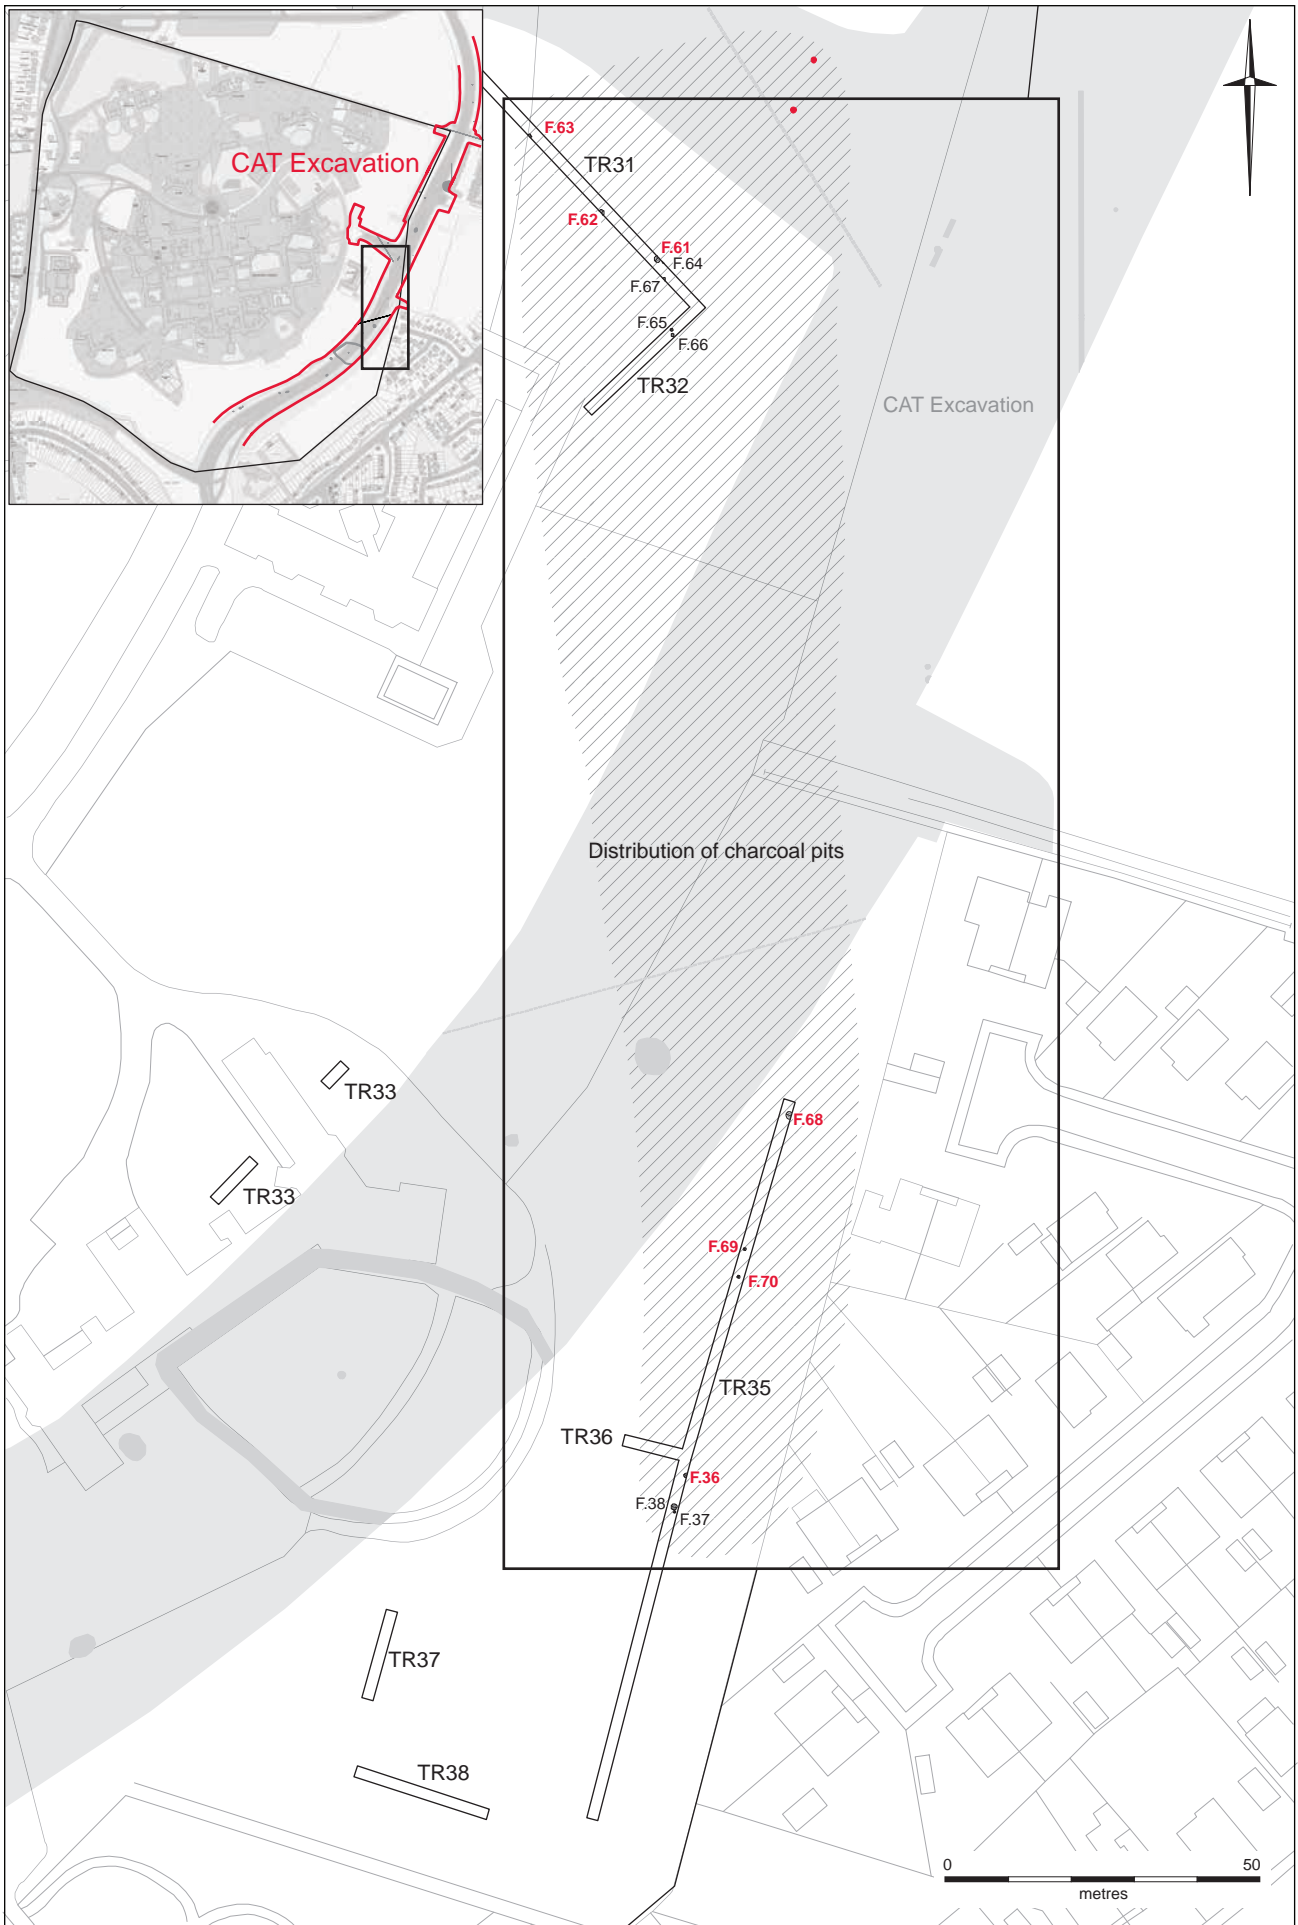 CAT Excavation
F.63
TR31
F.62
F.61
F.64
F.67
F.65
F.66
TR32
CAT Excavation
Distribution of charcoal pits
TR33
F.68
TR33
F.69
F.70
TR35
TR36
F.36
F.38
F.37
TR37
TR38
0 50
metres